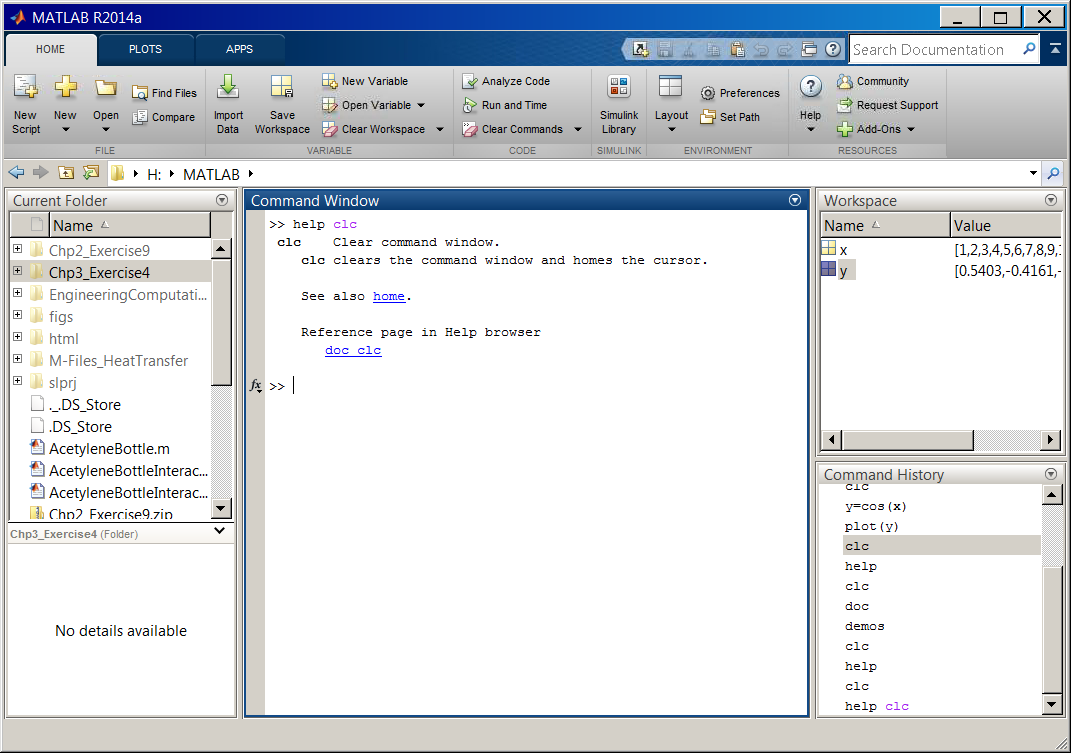 MATLAB R2014a
HOME PLOTS APPS
Search Documentation
New Script
New
Open
Find Files
Compare
FILE
Import Data
Save Workspace
New Variable
Open Variable
Clear Workspace
VARIABLE
Analyze Code
Run and Time
Clear Commands
CODE
Simulink Library
SIMULINK
Layout
Preferences
Set Path
ENVIRONMENT
Help
Community
Request Support
Add-Ons
RESOURCES
H: MATLAB
Current Folder
Name
Chp2_Exercise9
Chp3_Exercise4
EngineeringComputati...
figs
html
M-Files_HeatTransfer
slprj
._.DS_Store
.DS_Store
AcetyleneBottle.m
AcetyleneBottleInterac...
AcetyleneBottleInterac...
Chp2_Exercise9.zip
Chp3_Exercise4 (Folder)
No details available
Command Window
>> help clc
clc    Clear command window.
clc clears the command window and homes the cursor.
See also home.
Reference page in Help browser
doc clc
fx >>
Workspace
Name Value
x [1,2,3,4,5,6,7,8,9,
y [0.5403,-0.4161,-
Command History
clc
y=cos(x)
plot(y)
clc
help
clc
doc
demos
clc
help
clc
help clc